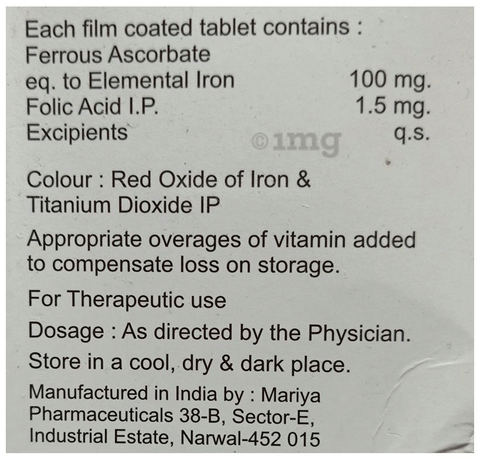 Each film coated tablet contains :
Ferrous Ascorbate
eq. to Elemental Iron 100 mg.
Folic Acid I.P. 1.5 mg.
Excipients q.s.
©1mg
Colour : Red Oxide of Iron &
Titanium Dioxide IP
Appropriate overages of vitamin added
to compensate loss on storage.
For Therapeutic use
Dosage : As directed by the Physician.
Store in a cool, dry & dark place.
Manufactured in India by : Mariya
Pharmaceuticals 38-B, Sector-E,
Industrial Estate, Narwal-452 015